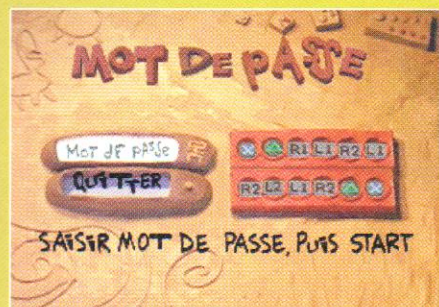 MOT DE PASSE
MOT DE PASSE
R1 L1 R2 L1
QUITTER
R2 L2 L1 R2
SAISIR MOT DE PASSE, PUIS START